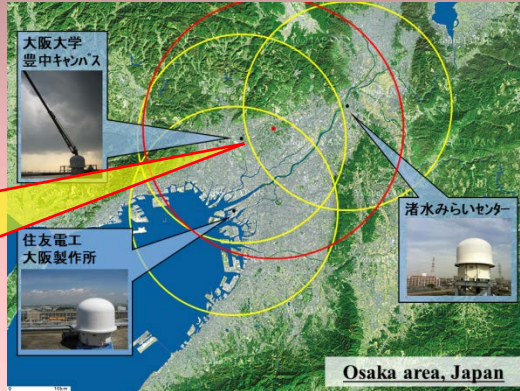 大阪大学
豊中キャンパス
渚水みらいセンター
住友電工
大阪製作所
Osaka area, Japan